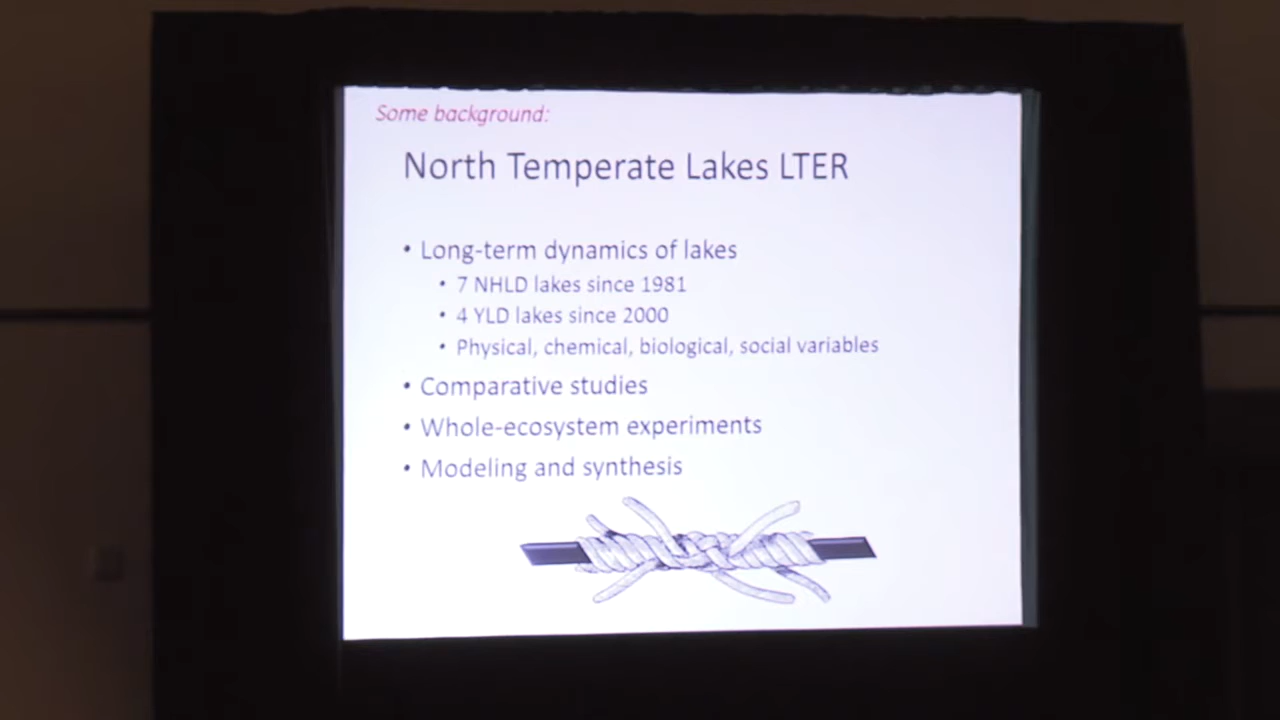 Some background:
North Temperate Lakes LTER
• Long-term dynamics of lakes
• 7 NHLD lakes since 1981
• 4 YLD lakes since 2000
• Physical, chemical, biological, social variables
• Comparative studies
• Whole-ecosystem experiments
• Modeling and synthesis